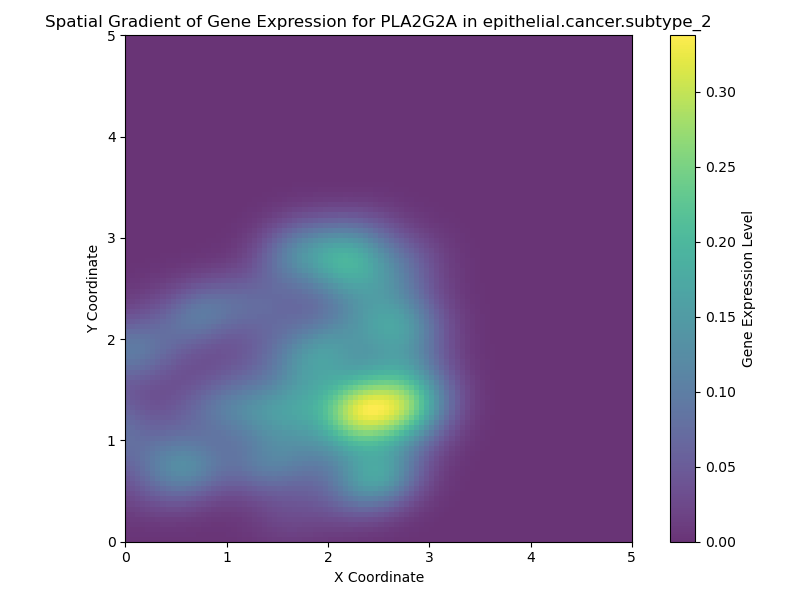 Spatial Gradient of Gene Expression for PLA2G2A in epithelial.cancer.subtype_2
5
4
3
2
1
0
Y Coordinate
0 1 2 3 4 5
X Coordinate
0.30
0.25
0.20
0.15
0.10
0.05
0.00
Gene Expression Level